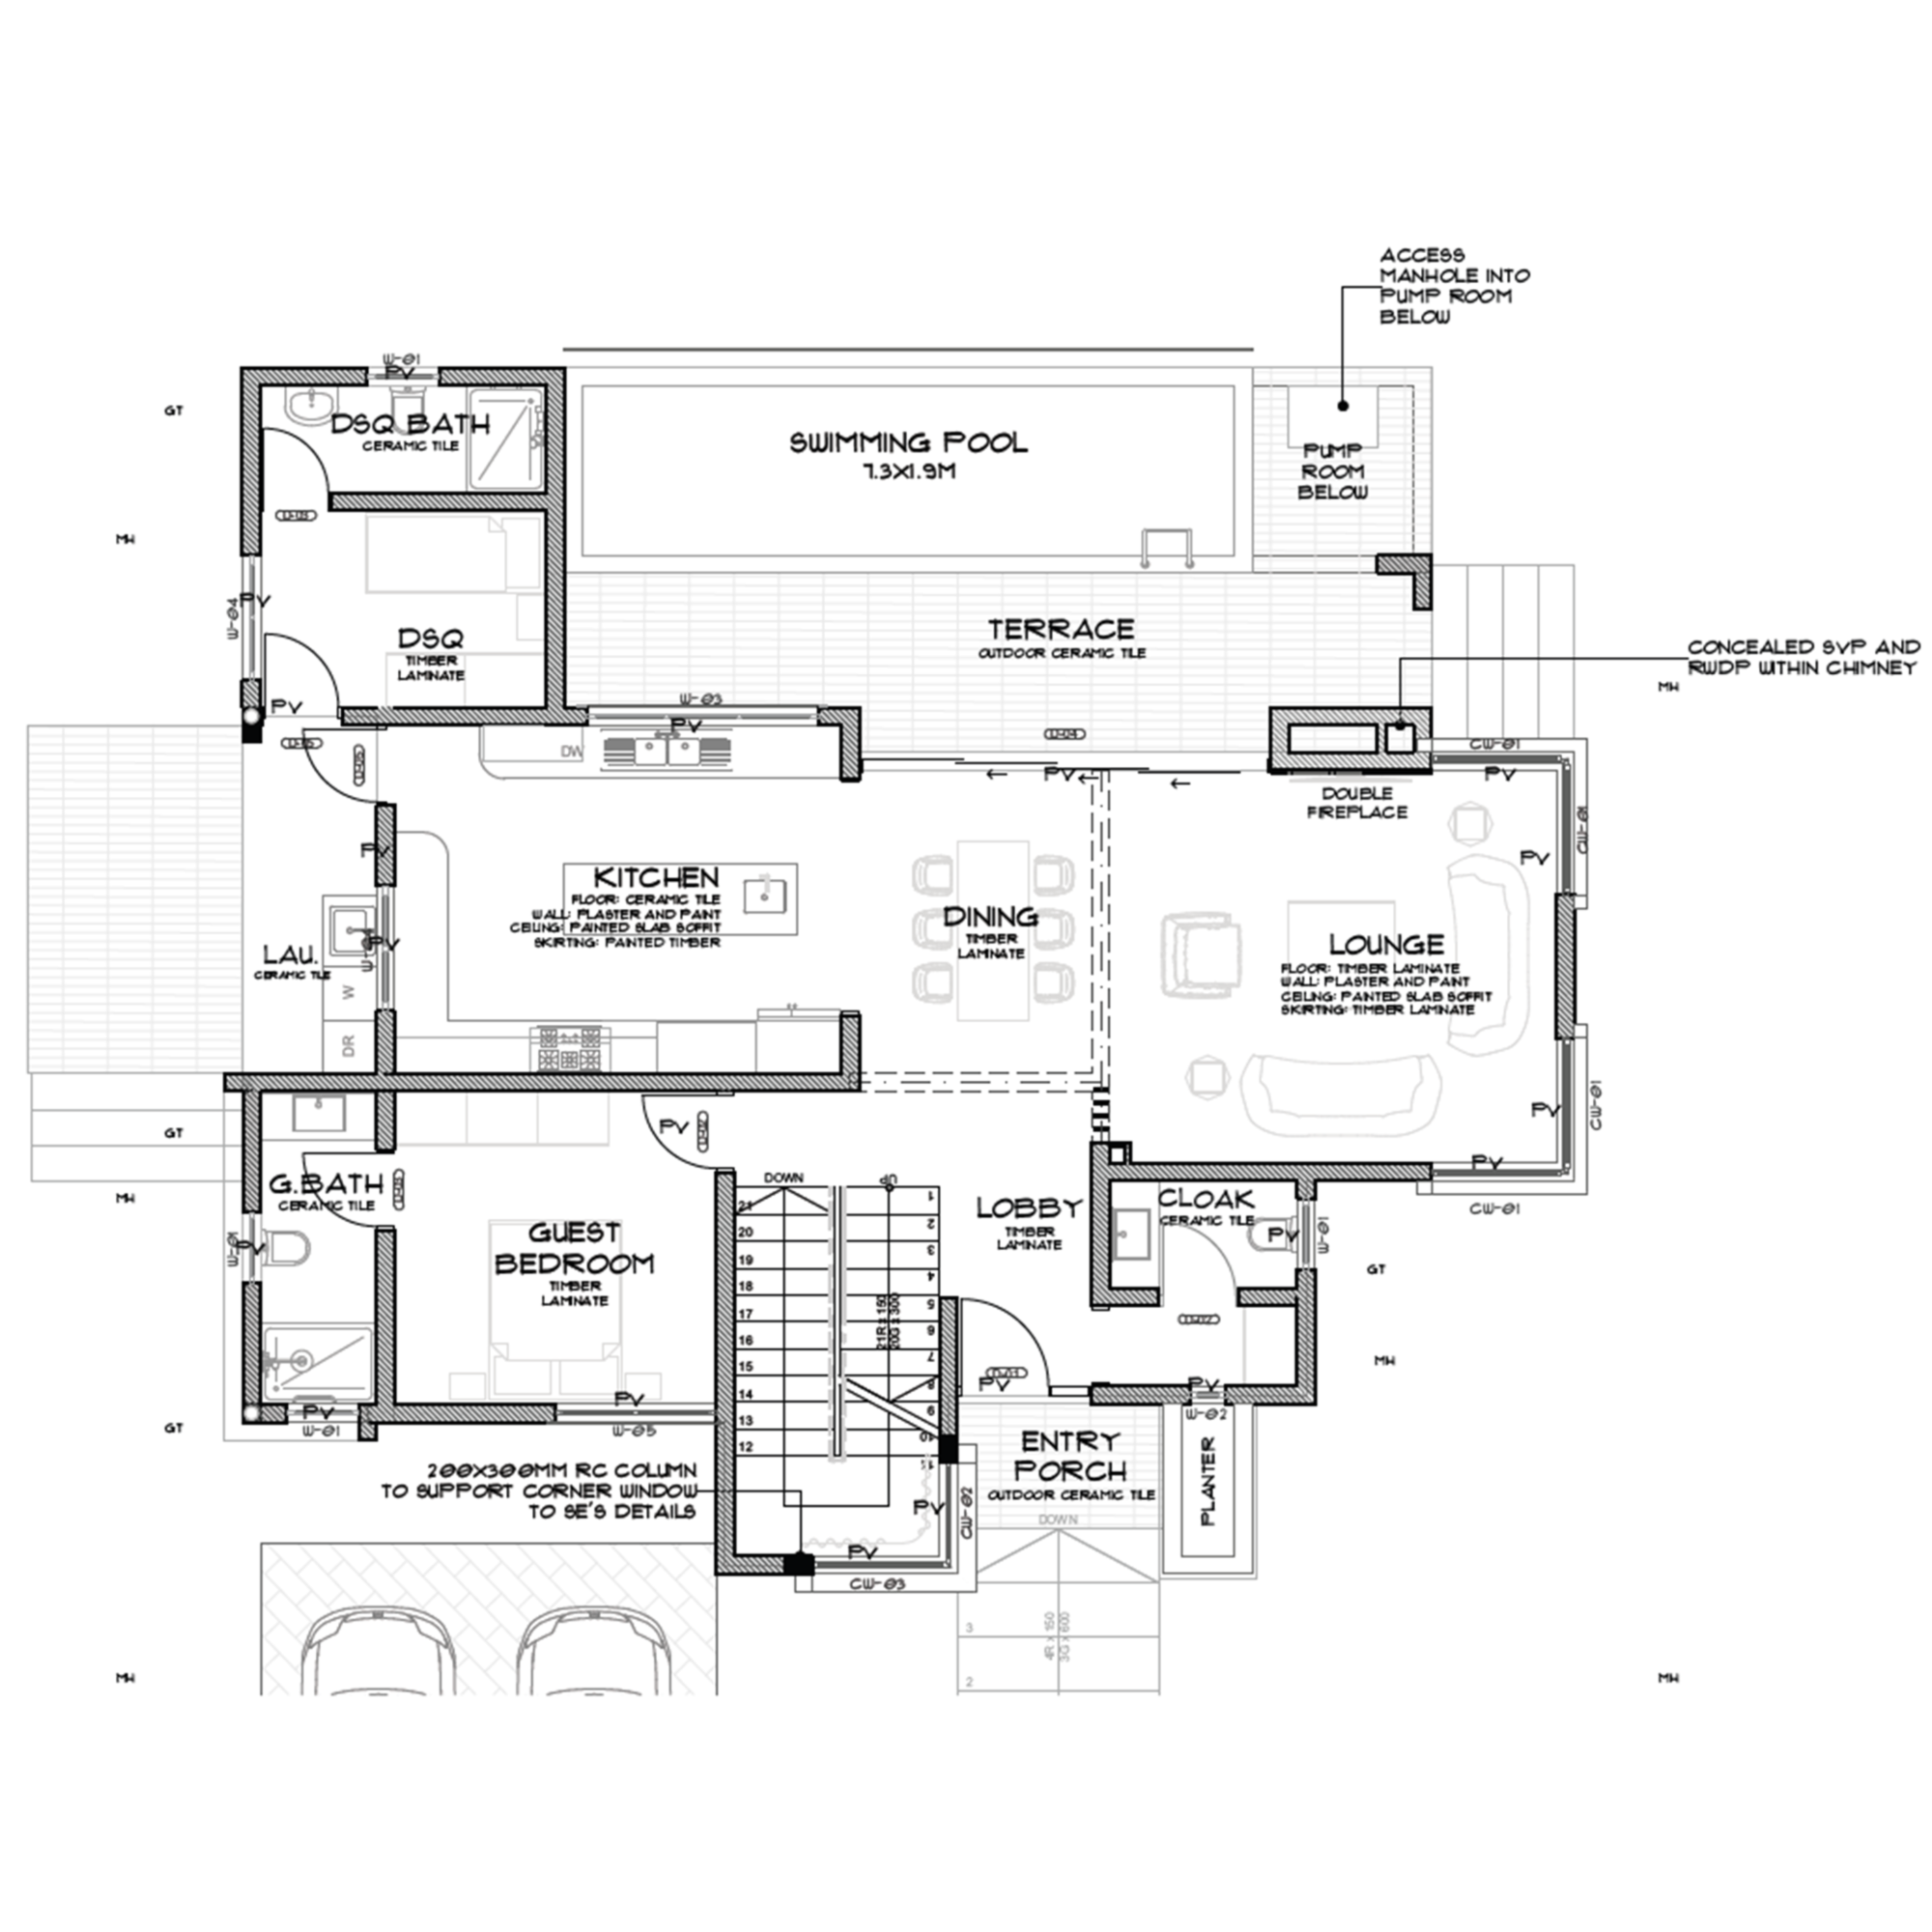 ACCESS
MANHOLE INTO
PUMP ROOM
BELOW
W-01
PV
GT
DSQ BATH
CERAMIC TILE
SWIMMING POOL
7.3X1.9M
PUMP
ROOM
BELOW
MH
W-04
PV
DSQ
TIMBER
LAMINATE
TERRACE
OUTDOOR CERAMIC TILE
CONCEALED SVP AND
RWDP WITHIN CHIMNEY
MH
PV
W-03
PV
D-04
CW-01
DW
PV
PV
DOUBLE
FIREPLACE
CW-01
PV
PV
KITCHEN
FLOOR: CERAMIC TILE
WALL: PLASTER AND PAINT
CEILING: PAINTED SLAB SOFFIT
SKIRTING: PAINTED TIMBER
DINING
TIMBER
LAMINATE
LOUNGE
FLOOR: TIMBER LAMINATE
WALL: PLASTER AND PAINT
CEILING: PAINTED SLAB SOFFIT
SKIRTING: TIMBER LAMINATE
LAU.
CERAMIC TILE
PV
W
DR
PV
CW-01
GT
PV
D-02
PV
CW-01
MH
G.BATH
CERAMIC TILE
DOWN
UP
LOBBY
TIMBER
LAMINATE
CLOAK
CERAMIC TILE
PV
W-01
GUEST
BEDROOM
TIMBER
LAMINATE
W-01
PV
GT
21
20
19
18
17
16
15
14
13
12
1
2
3
4
5
6
7
8
9
10
11
21R x 150
20G x 300
D-02
D-01
PV
MH
PV
W-02
PV
W-01
PV
W-05
GT
200X300MM RC COLUMN
TO SUPPORT CORNER WINDOW
TO SE'S DETAILS
PV
CW-02
PV
CW-03
ENTRY
PORCH
OUTDOOR CERAMIC TILE
DOWN
PLANTER
3
2
4R x 150
3G x 600
MH
MH